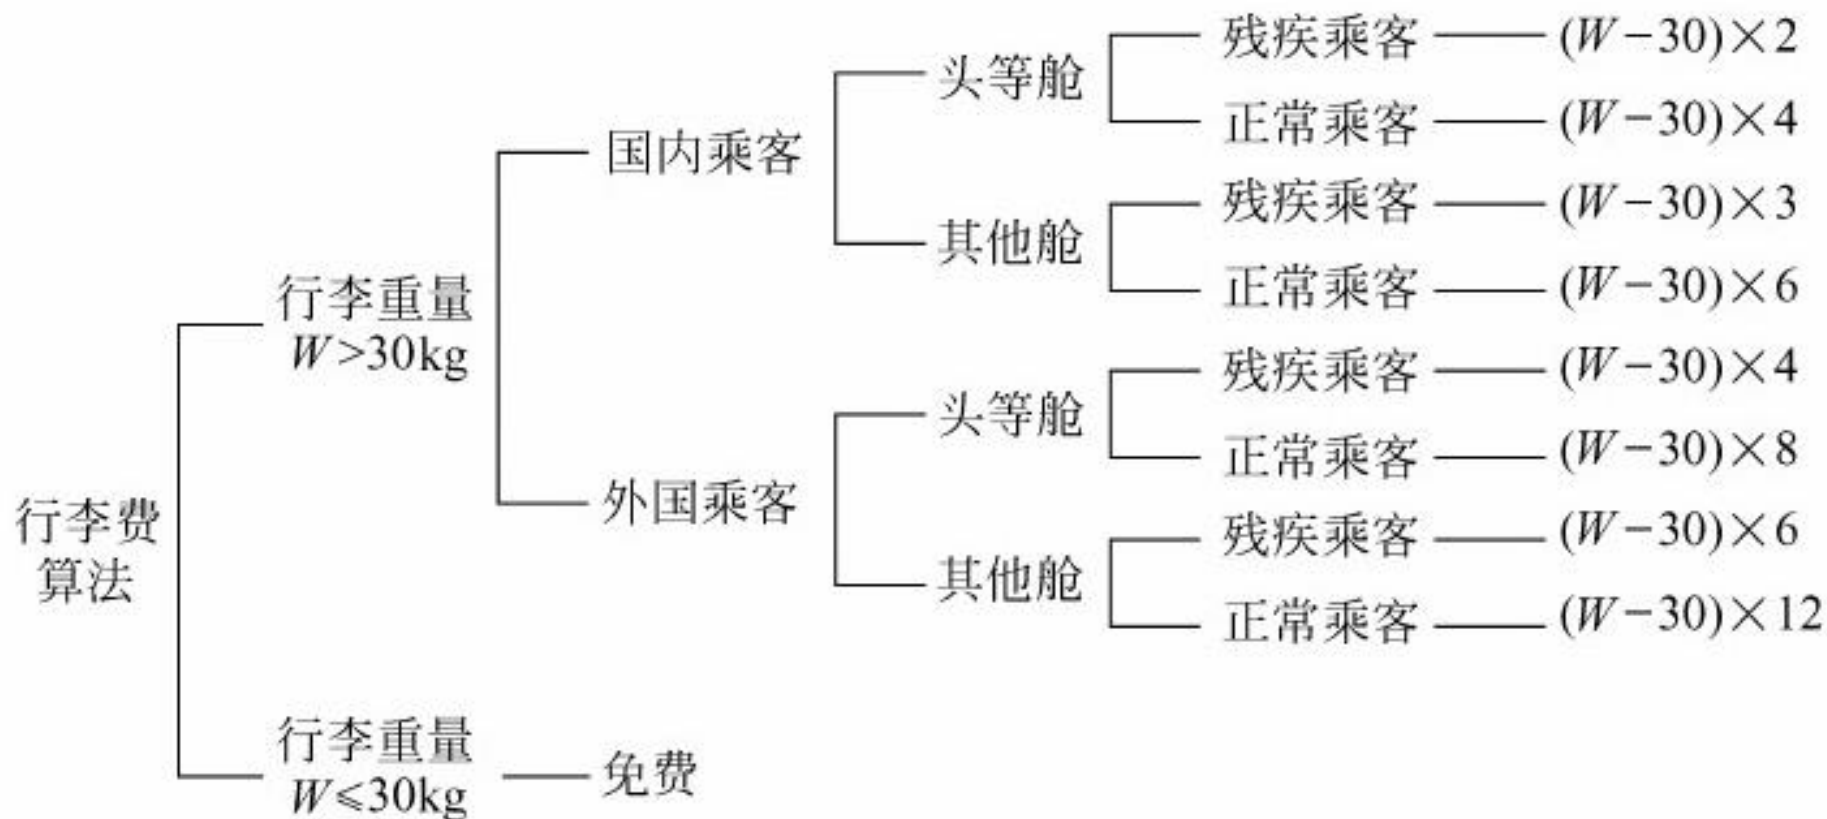 残疾乘客 (W-30)×2
头等舱
正常乘客 (W-30)×4
国内乘客
残疾乘客 (W-30)×3
其他舱
正常乘客 (W-30)×6
行李重量
W>30kg
残疾乘客 (W-30)×4
头等舱
正常乘客 (W-30)×8
外国乘客
残疾乘客 (W-30)×6
其他舱
正常乘客 (W-30)×12
行李费
算法
行李重量
W≤30kg
免费